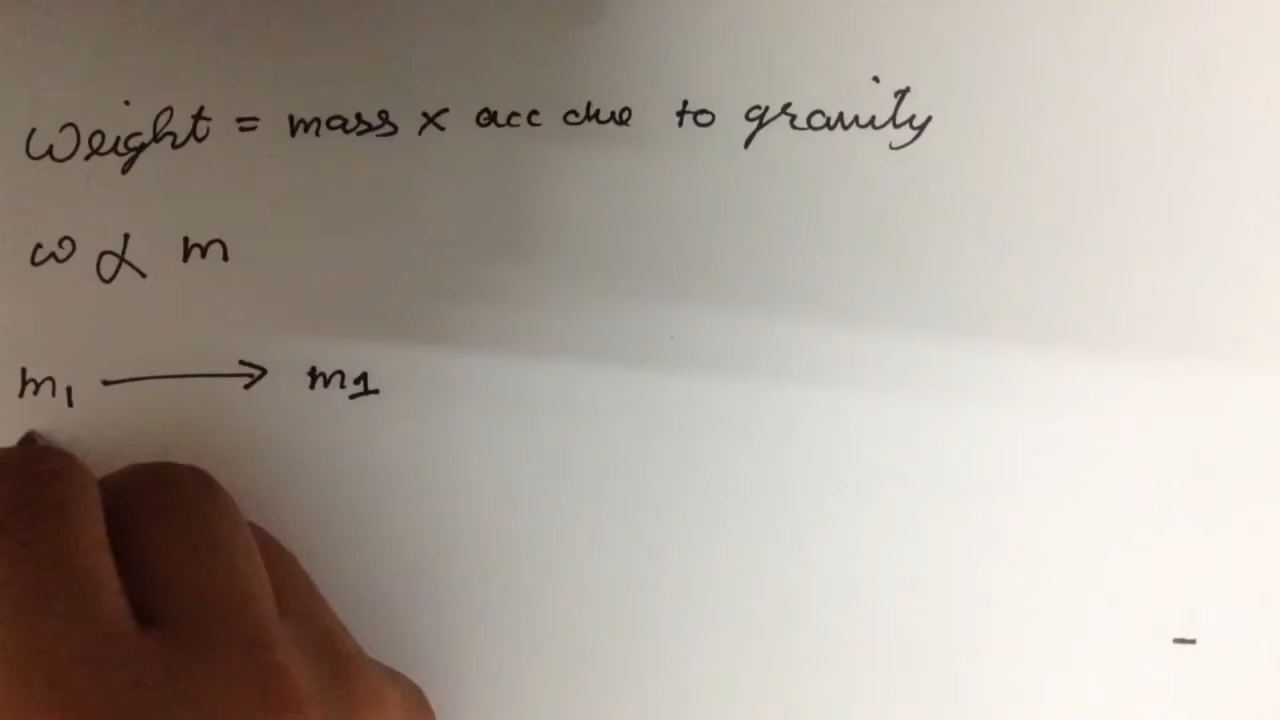 Weight = mass × acc due to gravity
w ∝ m
m₁ ⟶ m1